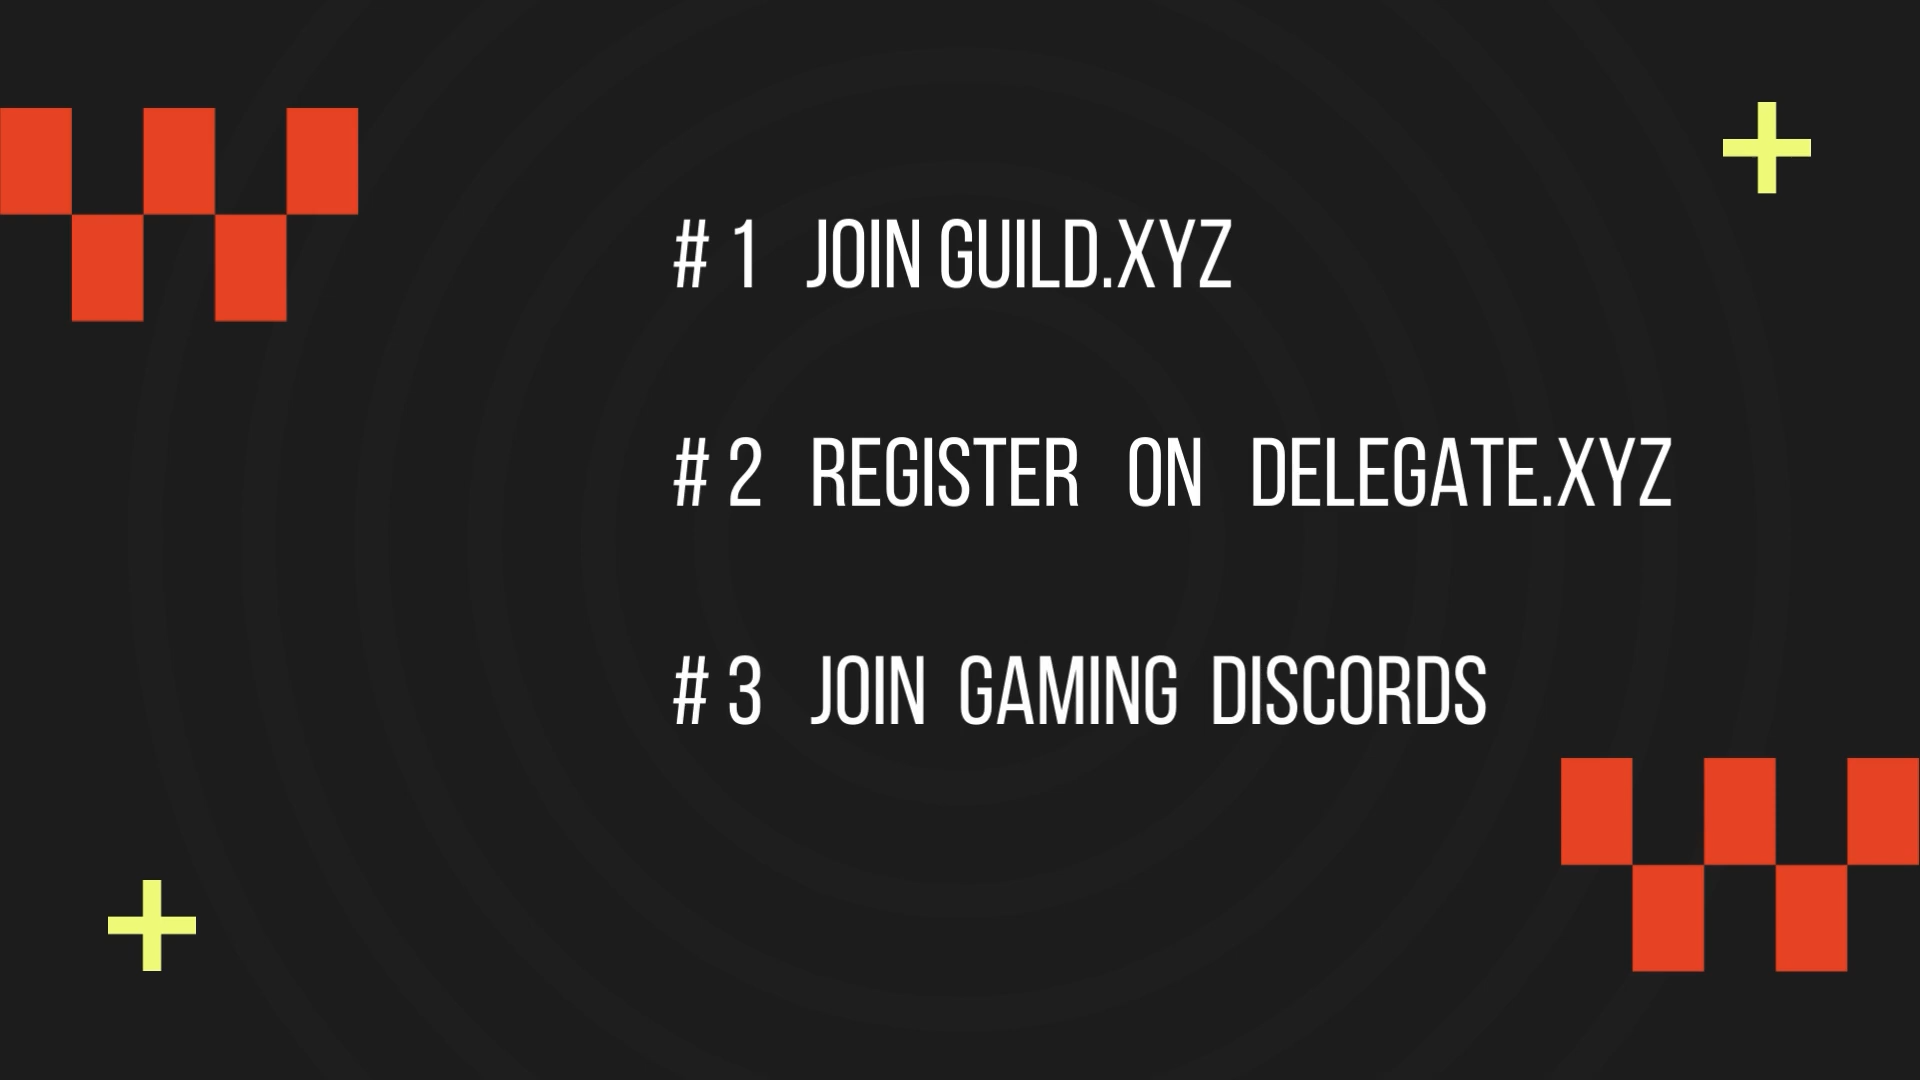 # 1 JOIN GUILD.XYZ
# 2 REGISTER ON DELEGATE.XYZ
# 3 JOIN GAMING DISCORDS